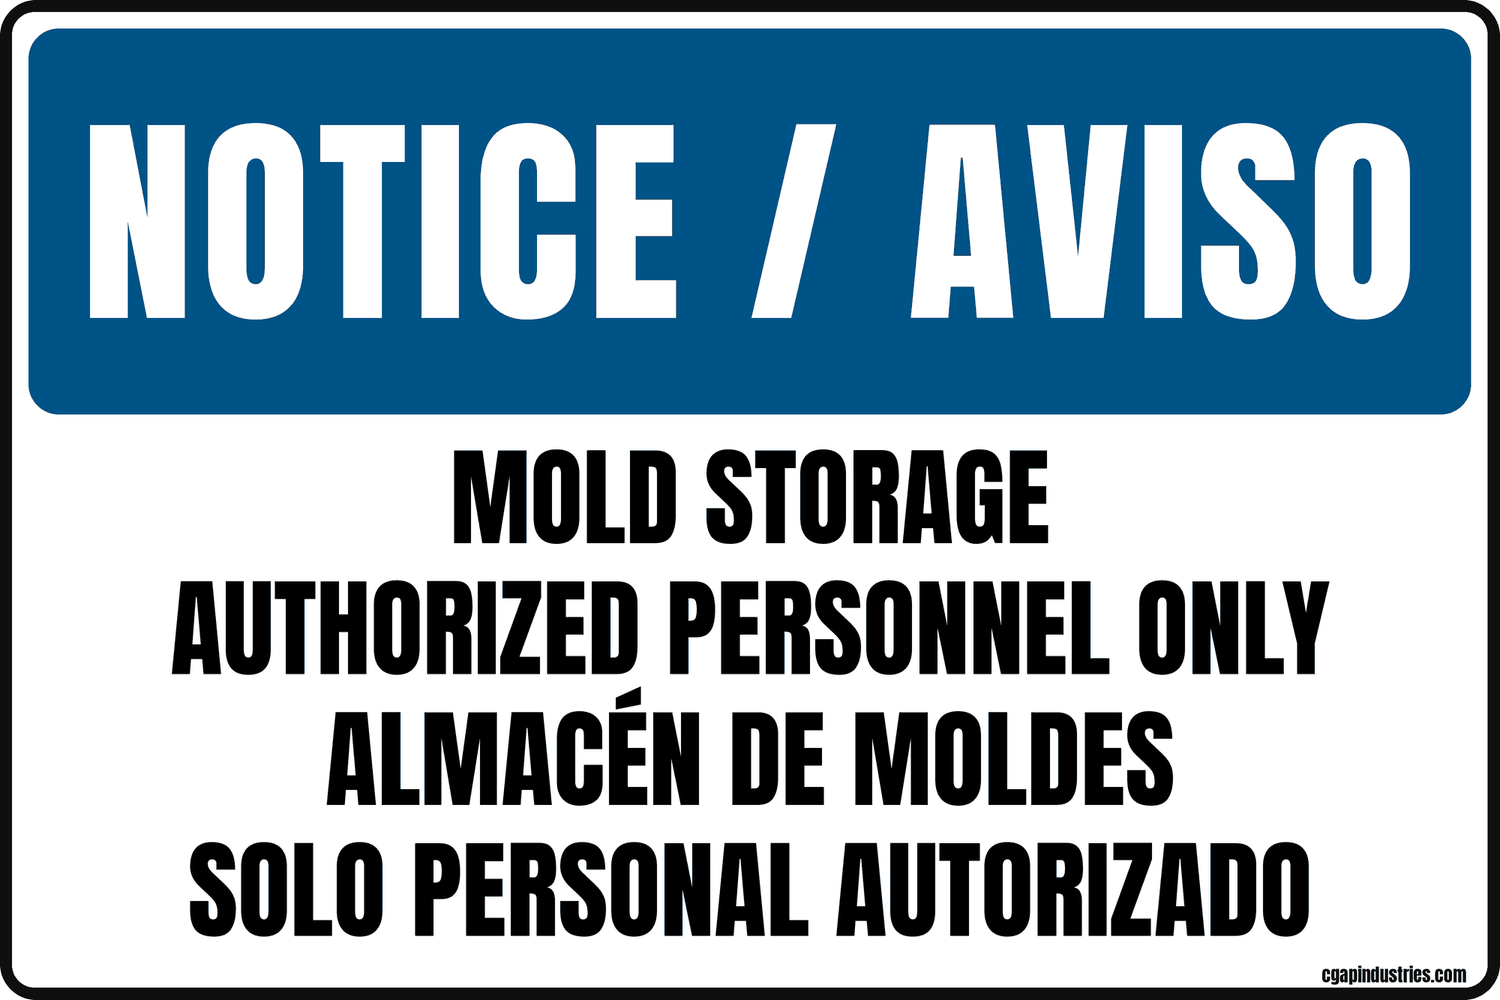 NOTICE / AVISO
MOLD STORAGE
AUTHORIZED PERSONNEL ONLY
ALMACÉN DE MOLDES
SOLO PERSONAL AUTORIZADO
cgapindustries.com